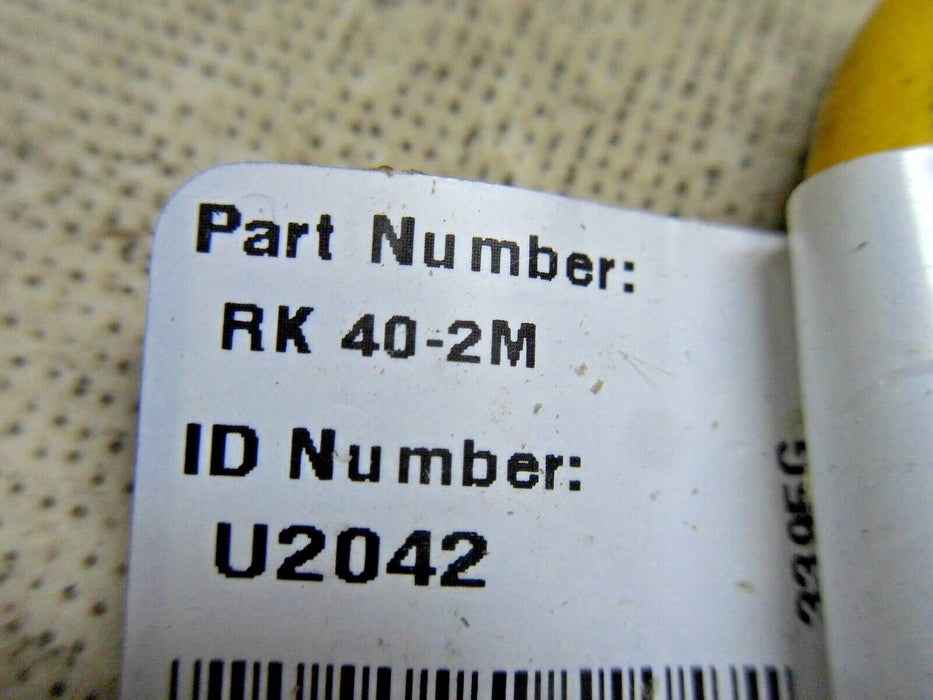 Part Number:
RK 40-2M
ID Number:
U2042